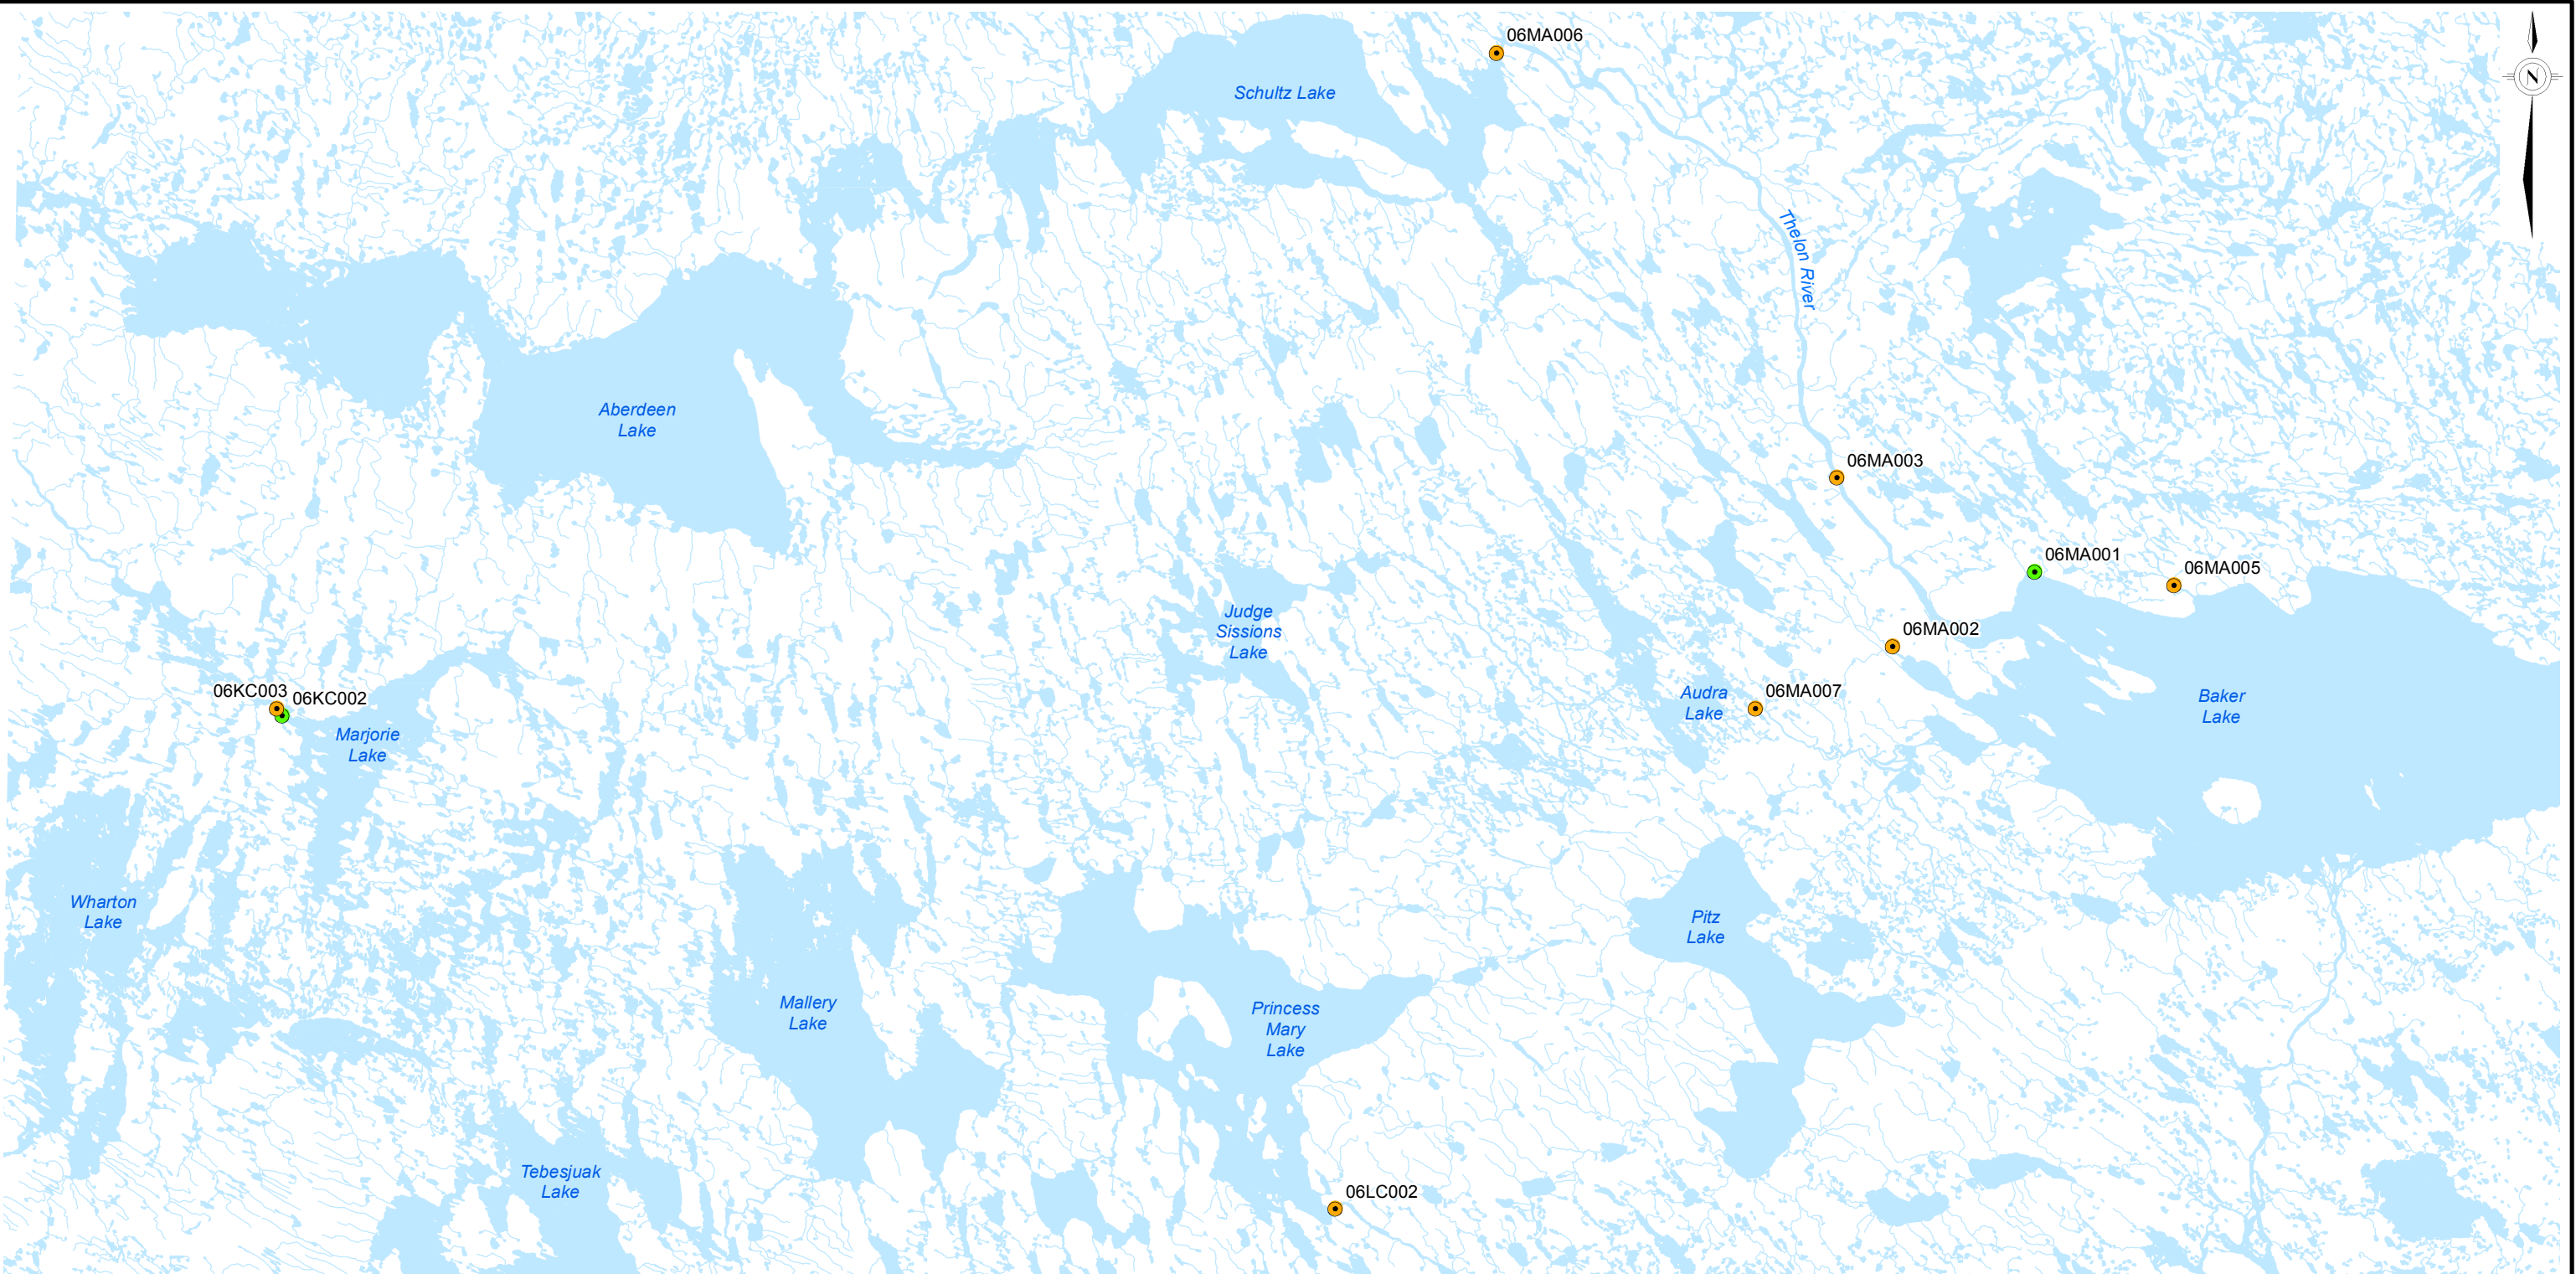 06MA006
Schultz Lake
N
Thelon River
Aberdeen
Lake
06MA003
06MA001
06MA005
Judge
Sissions
Lake
06MA002
06KC003
06KC002
Audra
Lake
06MA007
Baker
Lake
Marjorie
Lake
Wharton
Lake
Pitz
Lake
Mallery
Lake
Princess
Mary
Lake
Tebesjuak
Lake
06LC002